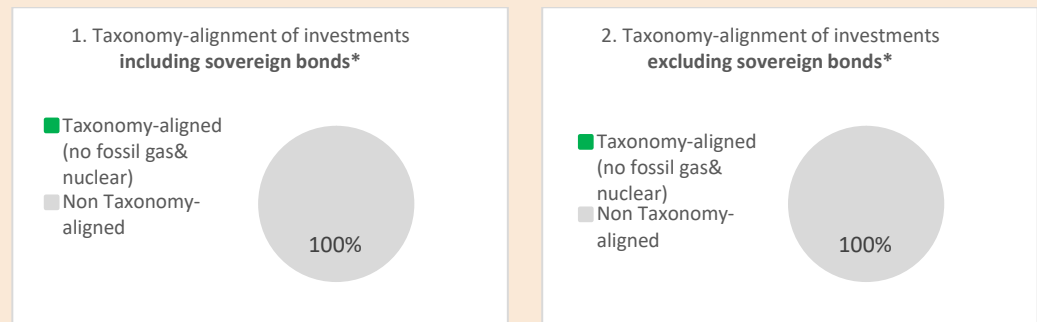 1. Taxonomy-alignment of investments
including sovereign bonds*
Taxonomy-aligned
(no fossil gas&
nuclear)
Non Taxonomy-
aligned
100%
2. Taxonomy-alignment of investments
excluding sovereign bonds*
Taxonomy-aligned
(no fossil gas&
nuclear)
Non Taxonomy-
aligned
100%